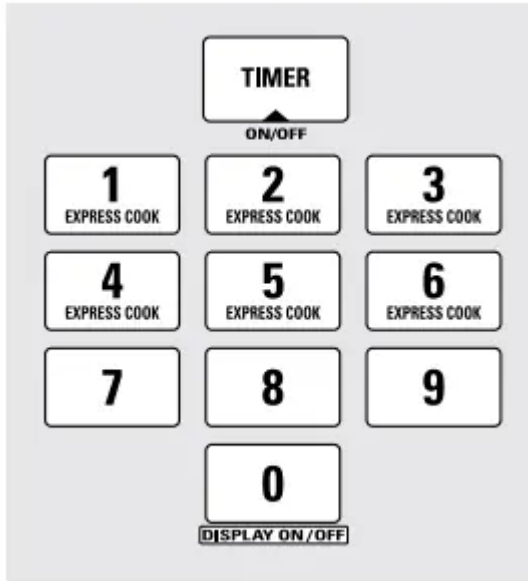 TIMER
ON/OFF
1 2 3
EXPRESS COOK EXPRESS COOK EXPRESS COOK
4 5 6
EXPRESS COOK EXPRESS COOK EXPRESS COOK
7 8 9
0
DISPLAY ON/OFF